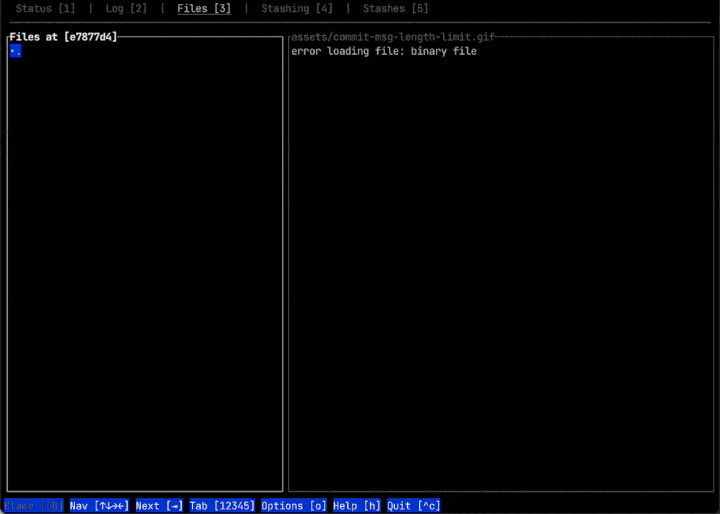 Status [1] | Log [2] | Files [3] | Stashing [4] | Stashes [5]
Files at [e7877d4]
▸.
assets/commit-msg-length-limit.gif
error loading file: binary file
Blame [⇧B] Nav [↑↓→←] Next [⇥] Tab [12345] Options [o] Help [h] Quit [^c]